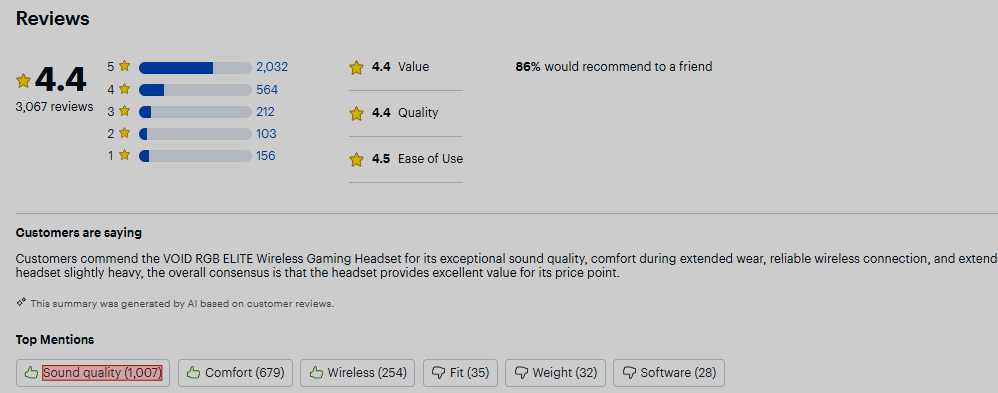 Reviews
4.4
3,067 reviews
5 2,032
4 564
3 212
2 103
1 156
4.4 Value
4.4 Quality
4.5 Ease of Use
86% would recommend to a friend
Customers are saying
Customers commend the VOID RGB ELITE Wireless Gaming Headset for its exceptional sound quality, comfort during extended wear, reliable wireless connection, and extend
headset slightly heavy, the overall consensus is that the headset provides excellent value for its price point.
This summary was generated by AI based on customer reviews.
Top Mentions
Sound quality (1,007) Comfort (679) Wireless (254) Fit (35) Weight (32) Software (28)